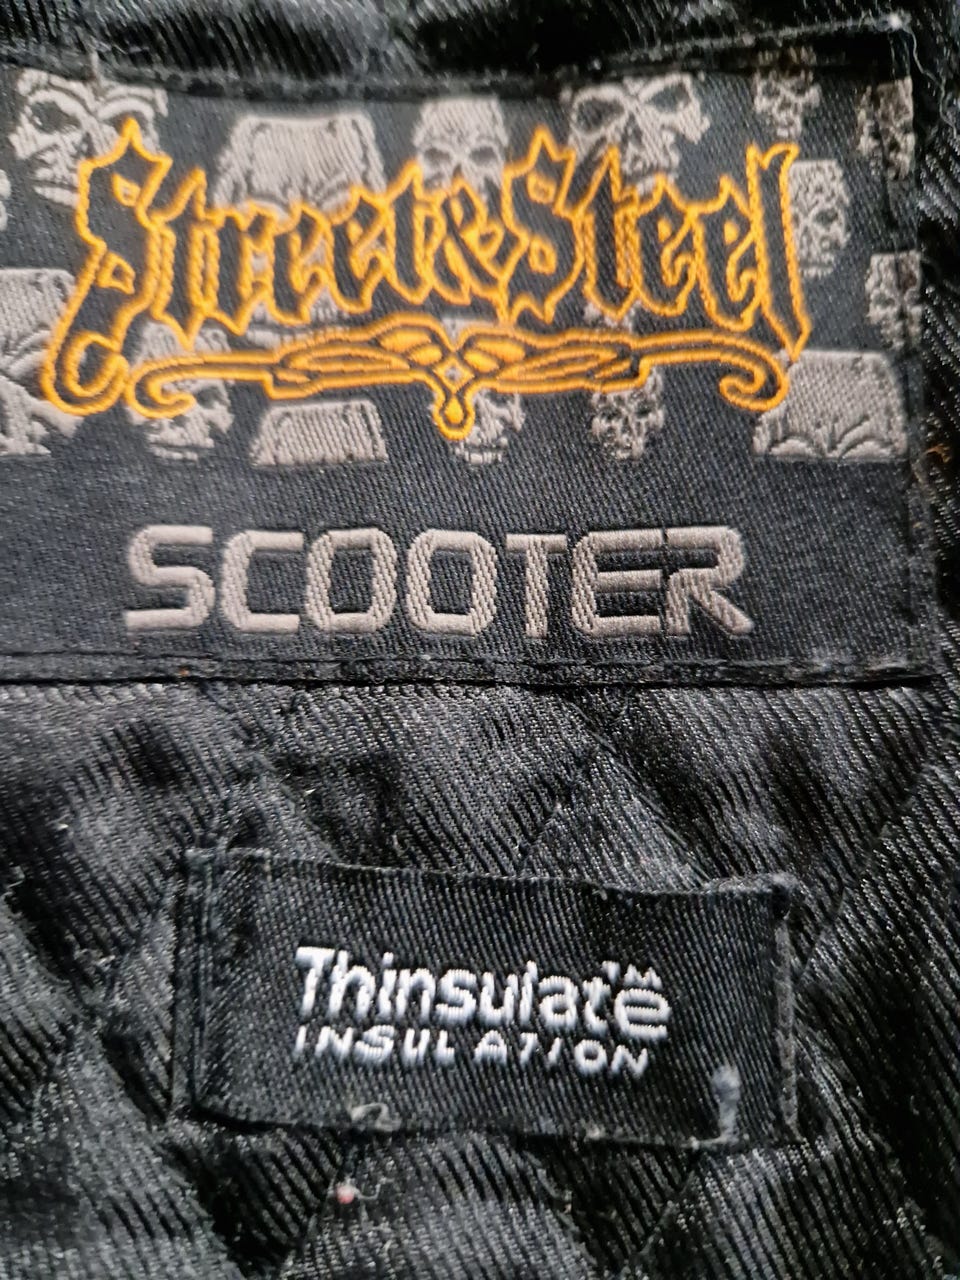 Street&Steel
SCOOTER
Thinsulate™
INSULATION